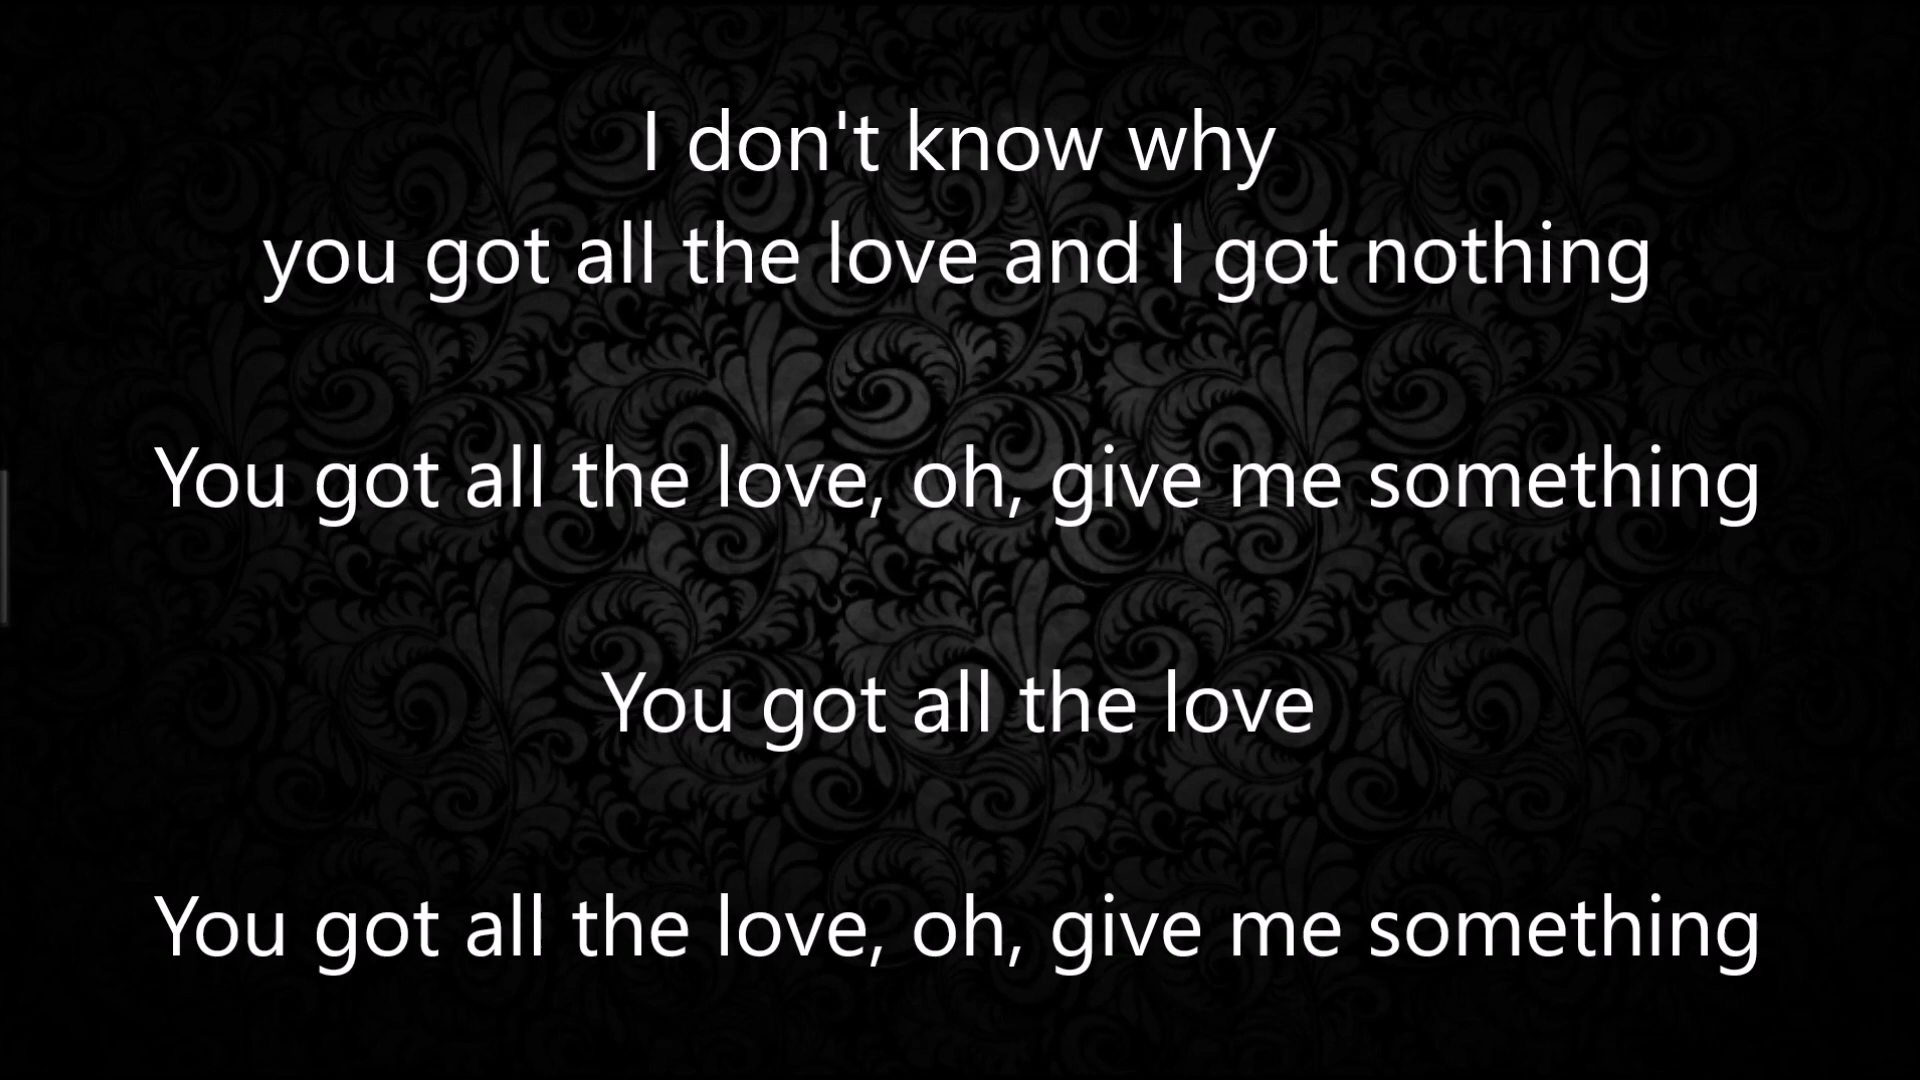 I don't know why
you got all the love and I got nothing
You got all the love, oh, give me something
You got all the love
You got all the love, oh, give me something